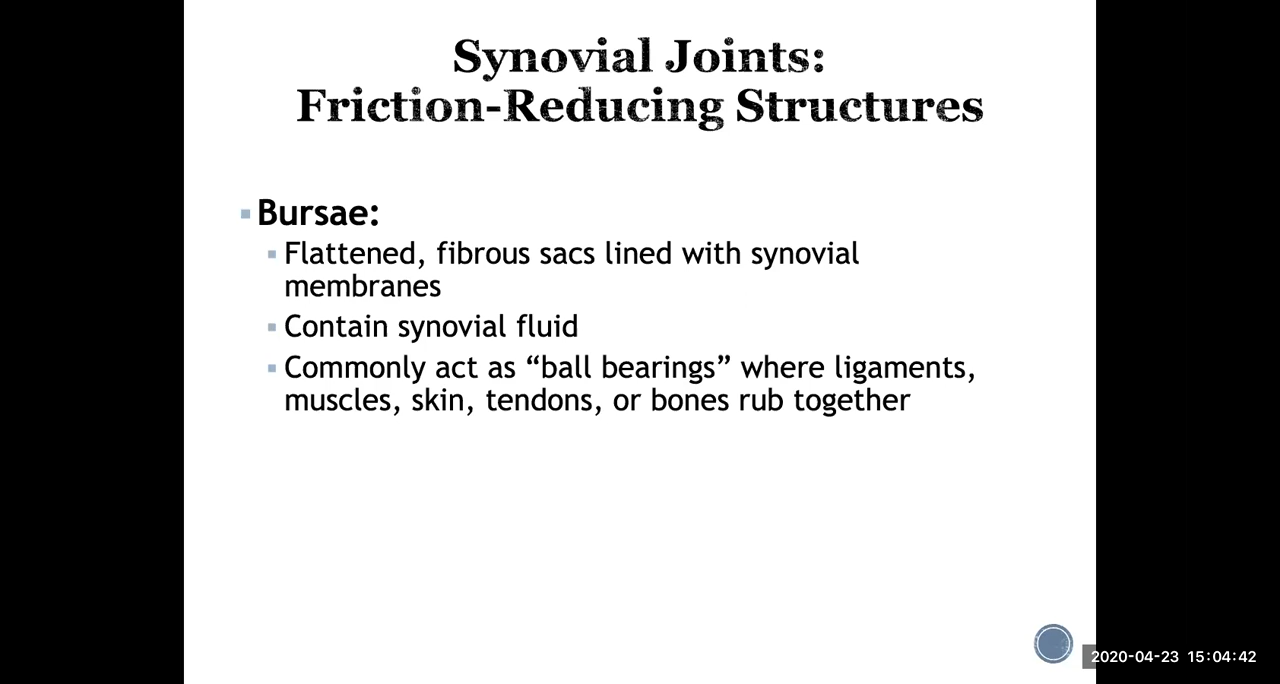 Synovial Joints:
Friction-Reducing Structures
Bursae:
Flattened, fibrous sacs lined with synovial
membranes
Contain synovial fluid
Commonly act as “ball bearings” where ligaments,
muscles, skin, tendons, or bones rub together
2020-04-23 15:04:42